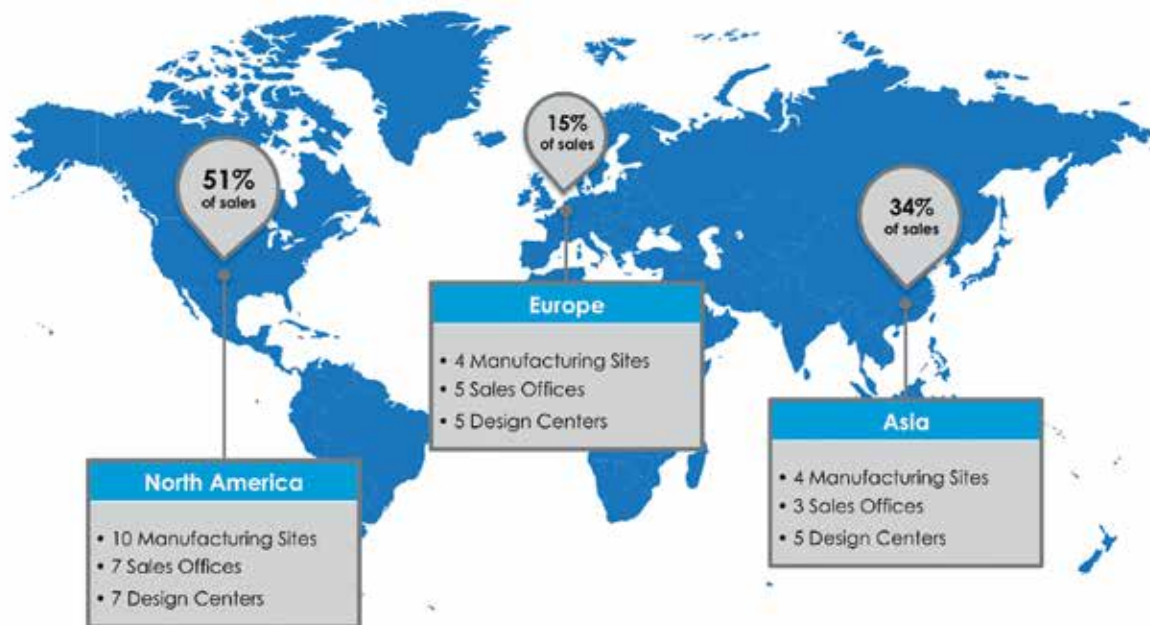 51%
of sales
15%
of sales
34%
of sales
Europe
• 4 Manufacturing Sites
• 5 Sales Offices
• 5 Design Centers
Asia
• 4 Manufacturing Sites
• 3 Sales Offices
• 5 Design Centers
North America
• 10 Manufacturing Sites
• 7 Sales Offices
• 7 Design Centers